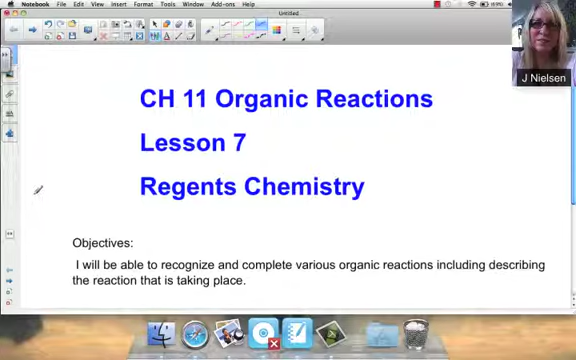 Notebook File Edit View Insert Format Tools Window Add-ons Help
Untitled
J Nielsen
CH 11 Organic Reactions
Lesson 7
Regents Chemistry
Objectives:
I will be able to recognize and complete various organic reactions including describing
the reaction that is taking place.